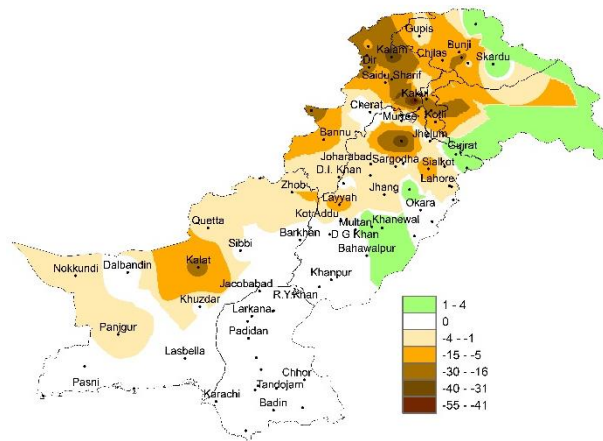 Gupis
Kalam
Bunji
Chilas
Skardu
Dir
Saidu Sharif
Kakul
Cherat
Murree
Kotli
Bannu
Jhelum
Gujrat
Joharabad
Sargodha
Sialkot
D.I. Khan
Lahore
Zhob
Jhang
Layyah
Kot Addu
Okara
Quetta
Multan
Khanewal
Barkhan
D G Khan
Sibbi
Bahawalpur
Kalat
Nokkundi
Dalbandin
Khanpur
Jacobabad
R.Y.Khan
Khuzdar
Larkana
Panjgur
Padidan
Lasbella
Pasni
Chhor
Tandojam
Karachi
Badin
1 - 4
0
-4 - -1
-15 - -5
-30 - -16
-40 - -31
-55 - -41